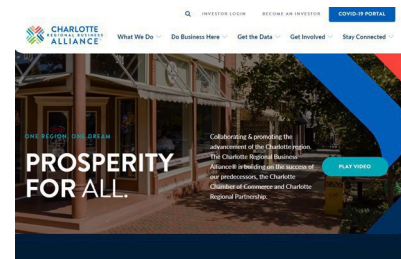 INVESTOR LOGIN BECOME AN INVESTOR COVID-19 PORTAL
CHARLOTTE
REGIONAL BUSINESS
ALLIANCE
What We Do Do Business Here Get the Data Get Involved Stay Connected
ONE REGION. ONE DREAM
PROSPERITY
FOR ALL.
Collaborating & promoting the
advancement of the Charlotte region.
The Charlotte Regional Business
Alliance® is building on the success of
our predecessors, the Charlotte
Chamber of Commerce and Charlotte
Regional Partnership.
PLAY VIDEO